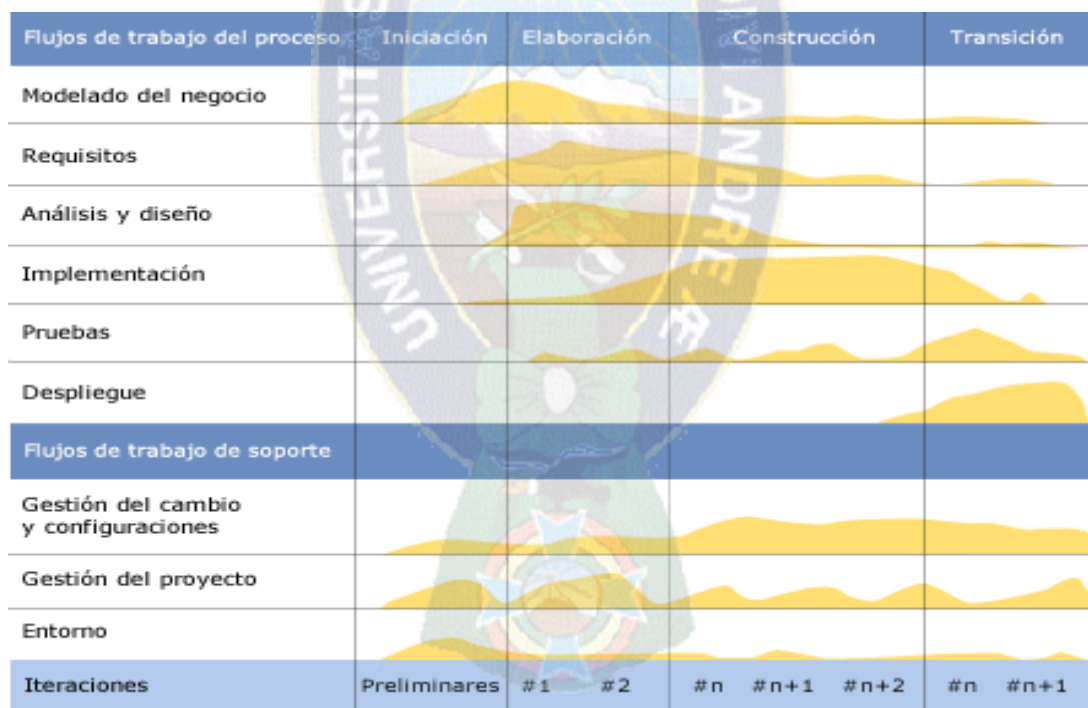 Flujos de trabajo del proceso Iniciación Elaboración Construcción Transición
Modelado del negocio
Requisitos
Análisis y diseño
Implementación
Pruebas
Despliegue
Flujos de trabajo de soporte
Gestión del cambio
y configuraciones
Gestión del proyecto
Entorno
Iteraciones Preliminares #1 #2 #n #n+1 #n+2 #n #n+1